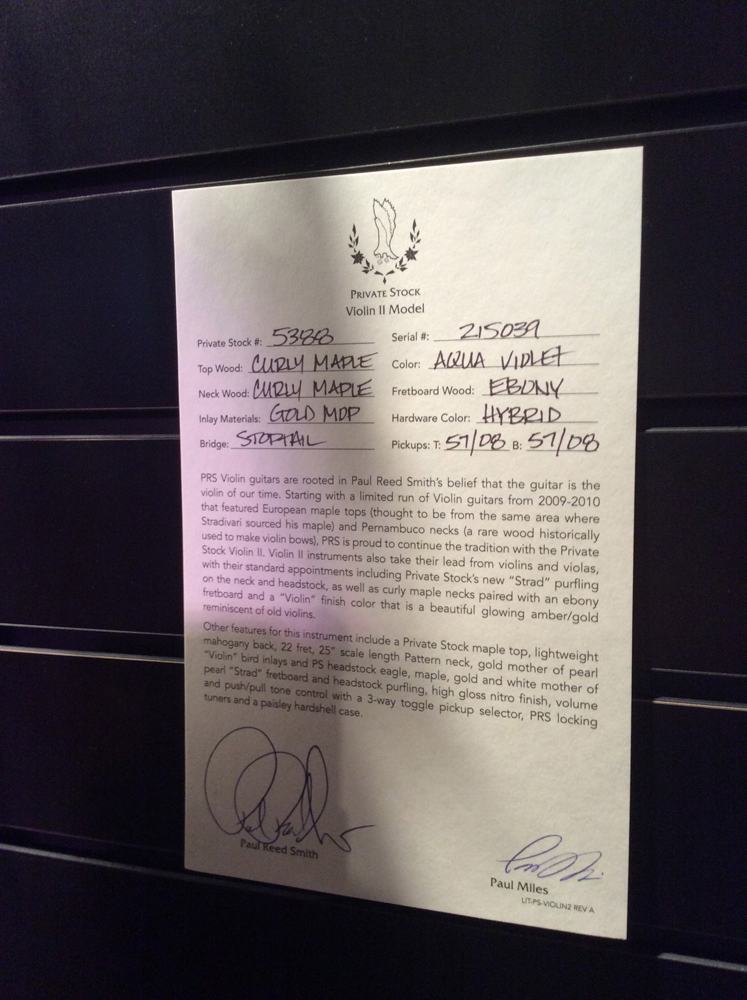 PRIVATE STOCK
Violin II Model
Private Stock #: 5388 Serial #: 215039
Top Wood: CURLY MAPLE Color: AQUA VIOLET
Neck Wood: CURLY MAPLE Fretboard Wood: EBONY
Inlay Materials: GOLD MOP Hardware Color: HYBRID
Bridge: STOPTAIL Pickups: T: 57/08 B: 57/08
PRS Violin guitars are rooted in Paul Reed Smith's belief that the guitar is the
violin of our time. Starting with a limited run of Violin guitars from 2009-2010
that featured European maple tops (thought to be from the same area where
Stradivari sourced his maple) and Pernambuco necks (a rare wood historically
used to make violin bows), PRS is proud to continue the tradition with the Private
Stock Violin II. Violin II instruments also take their lead from violins and violas,
with their standard appointments including Private Stock's new "Strad" purfling
on the neck and headstock, as well as curly maple necks paired with an ebony
fretboard and a "Violin" finish color that is a beautiful glowing amber/gold
reminiscent of old violins.
Other features for this instrument include a Private Stock maple top, lightweight
mahogany back, 22 fret, 25" scale length Pattern neck, gold mother of pearl
"Violin" bird inlays and PS headstock eagle, maple, gold and white mother of
pearl "Strad" fretboard and headstock purfling, high gloss nitro finish, volume
and push/pull tone control with a 3-way toggle pickup selector, PRS locking
tuners and a paisley hardshell case.
Paul Reed Smith
Paul Miles
LIT-PS-VIOLIN2 REV A